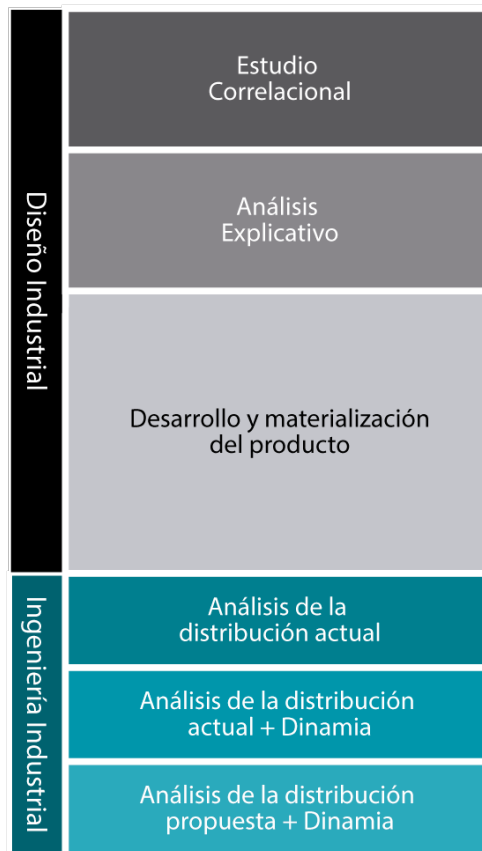 Diseño Industrial
Estudio
Correlacional
Análisis
Explicativo
Desarrollo y materialización
del producto
Ingeniería Industrial
Análisis de la
distribución actual
Análisis de la distribución
actual + Dinamia
Análisis de la distribución
propuesta + Dinamia